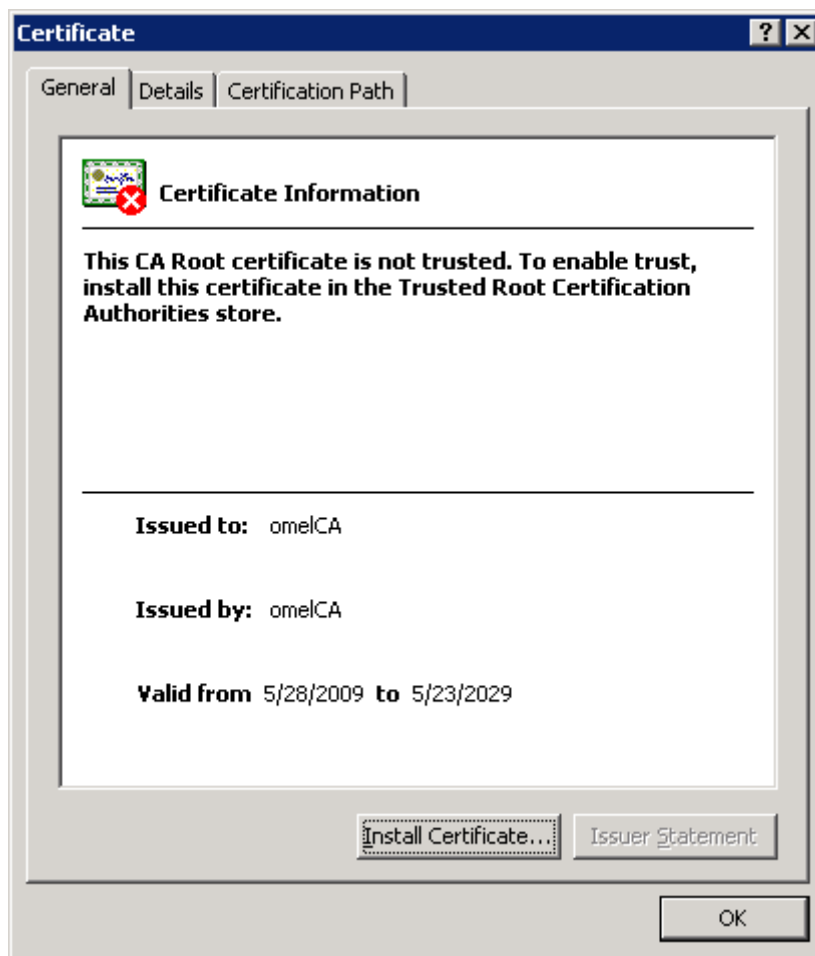 Certificate
General Details Certification Path
Certificate Information
This CA Root certificate is not trusted. To enable trust,
install this certificate in the Trusted Root Certification
Authorities store.
Issued to: omelCA
Issued by: omelCA
Valid from 5/28/2009 to 5/23/2029
Install Certificate... Issuer Statement
OK